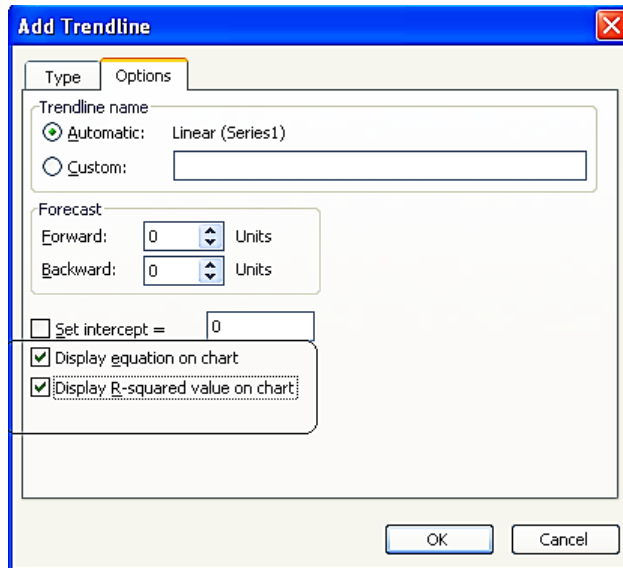 Add Trendline
Type Options
Trendline name
Automatic: Linear (Series1)
Custom:
Forecast
Forward: 0 Units
Backward: 0 Units
Set intercept = 0
Display equation on chart
Display R-squared value on chart
OK Cancel